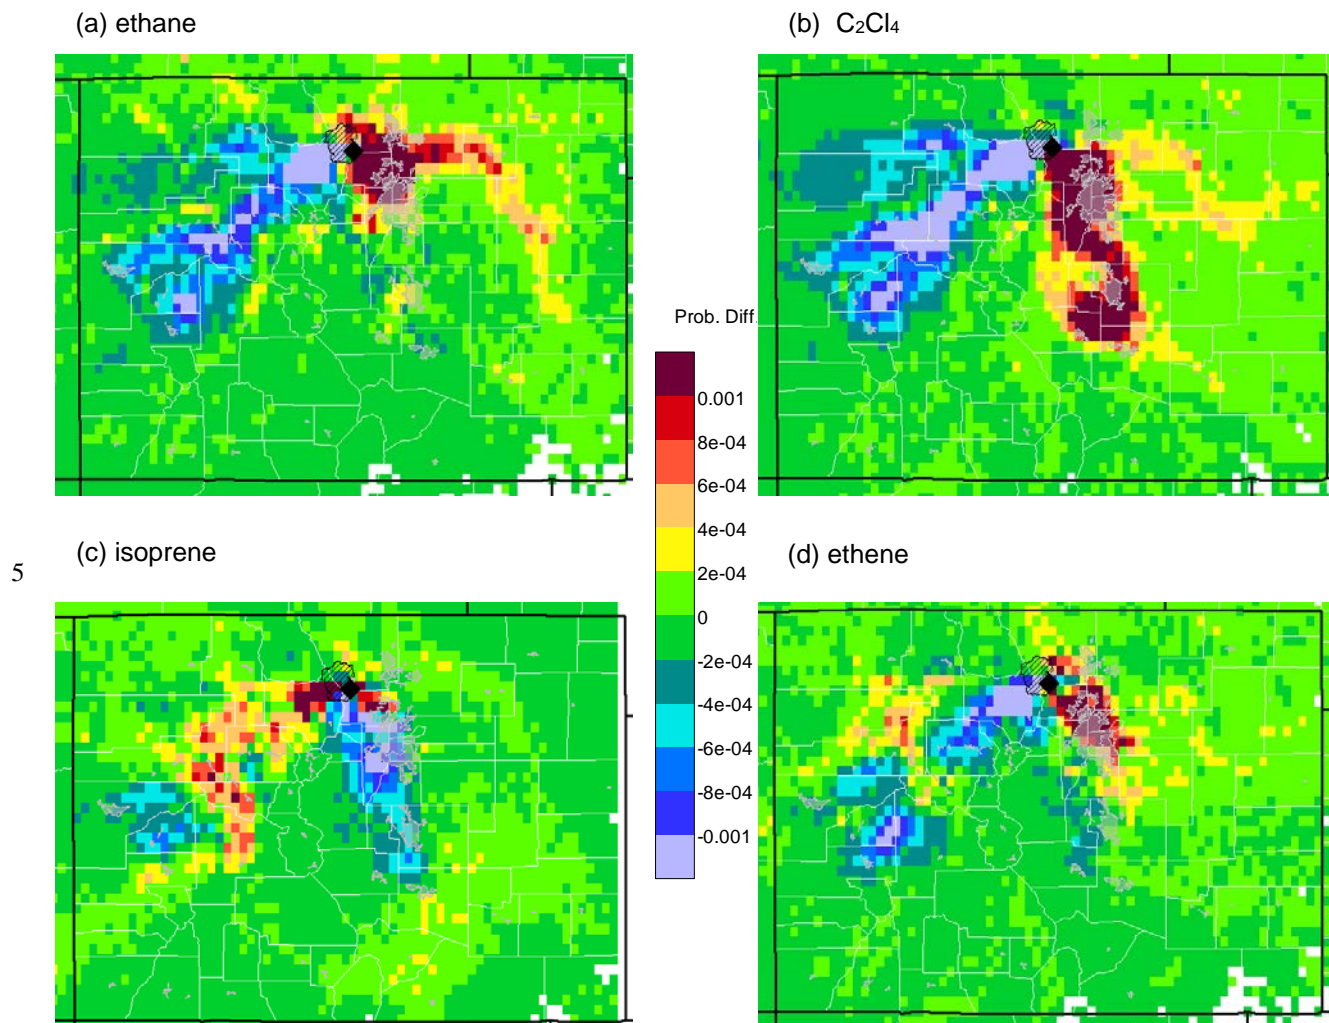 (a) ethane
(b) C₂Cl₄
Prob. Diff.
0.001
8e-04
6e-04
4e-04
2e-04
0
-2e-04
-4e-04
-6e-04
-8e-04
-0.001
5
(c) isoprene
(d) ethene